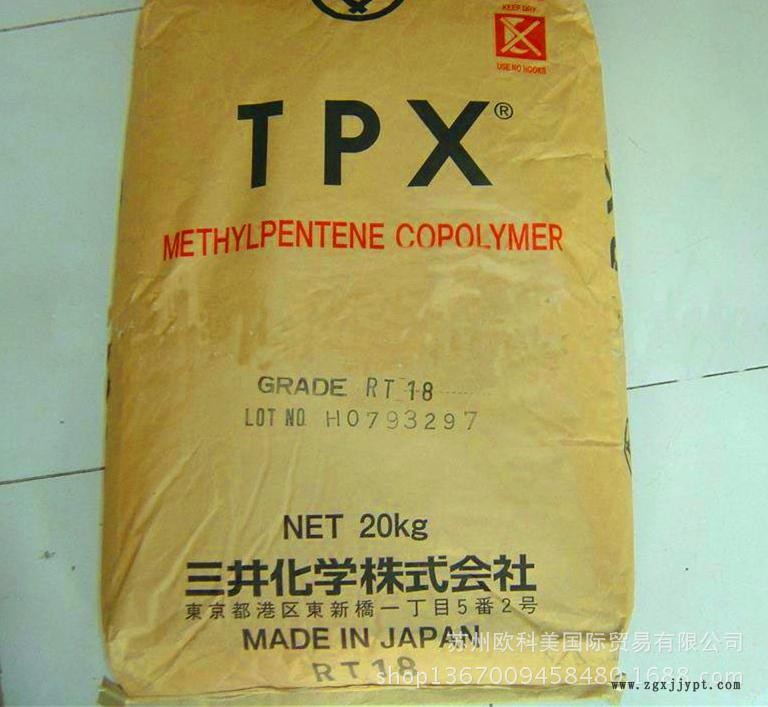 KEEP DRY
USE NO HOOKS
TPX®
METHYLPENTENE COPOLYMER
GRADE RT18
LOT NO. H0793297
NET 20kg
三井化学株式会社
東京都港区東新橋一丁目5番2号
MADE IN JAPAN
RT18
苏州欧科美国际贸易有限公司
shop1367009458480.1688.com
www.zgxjjypt.com